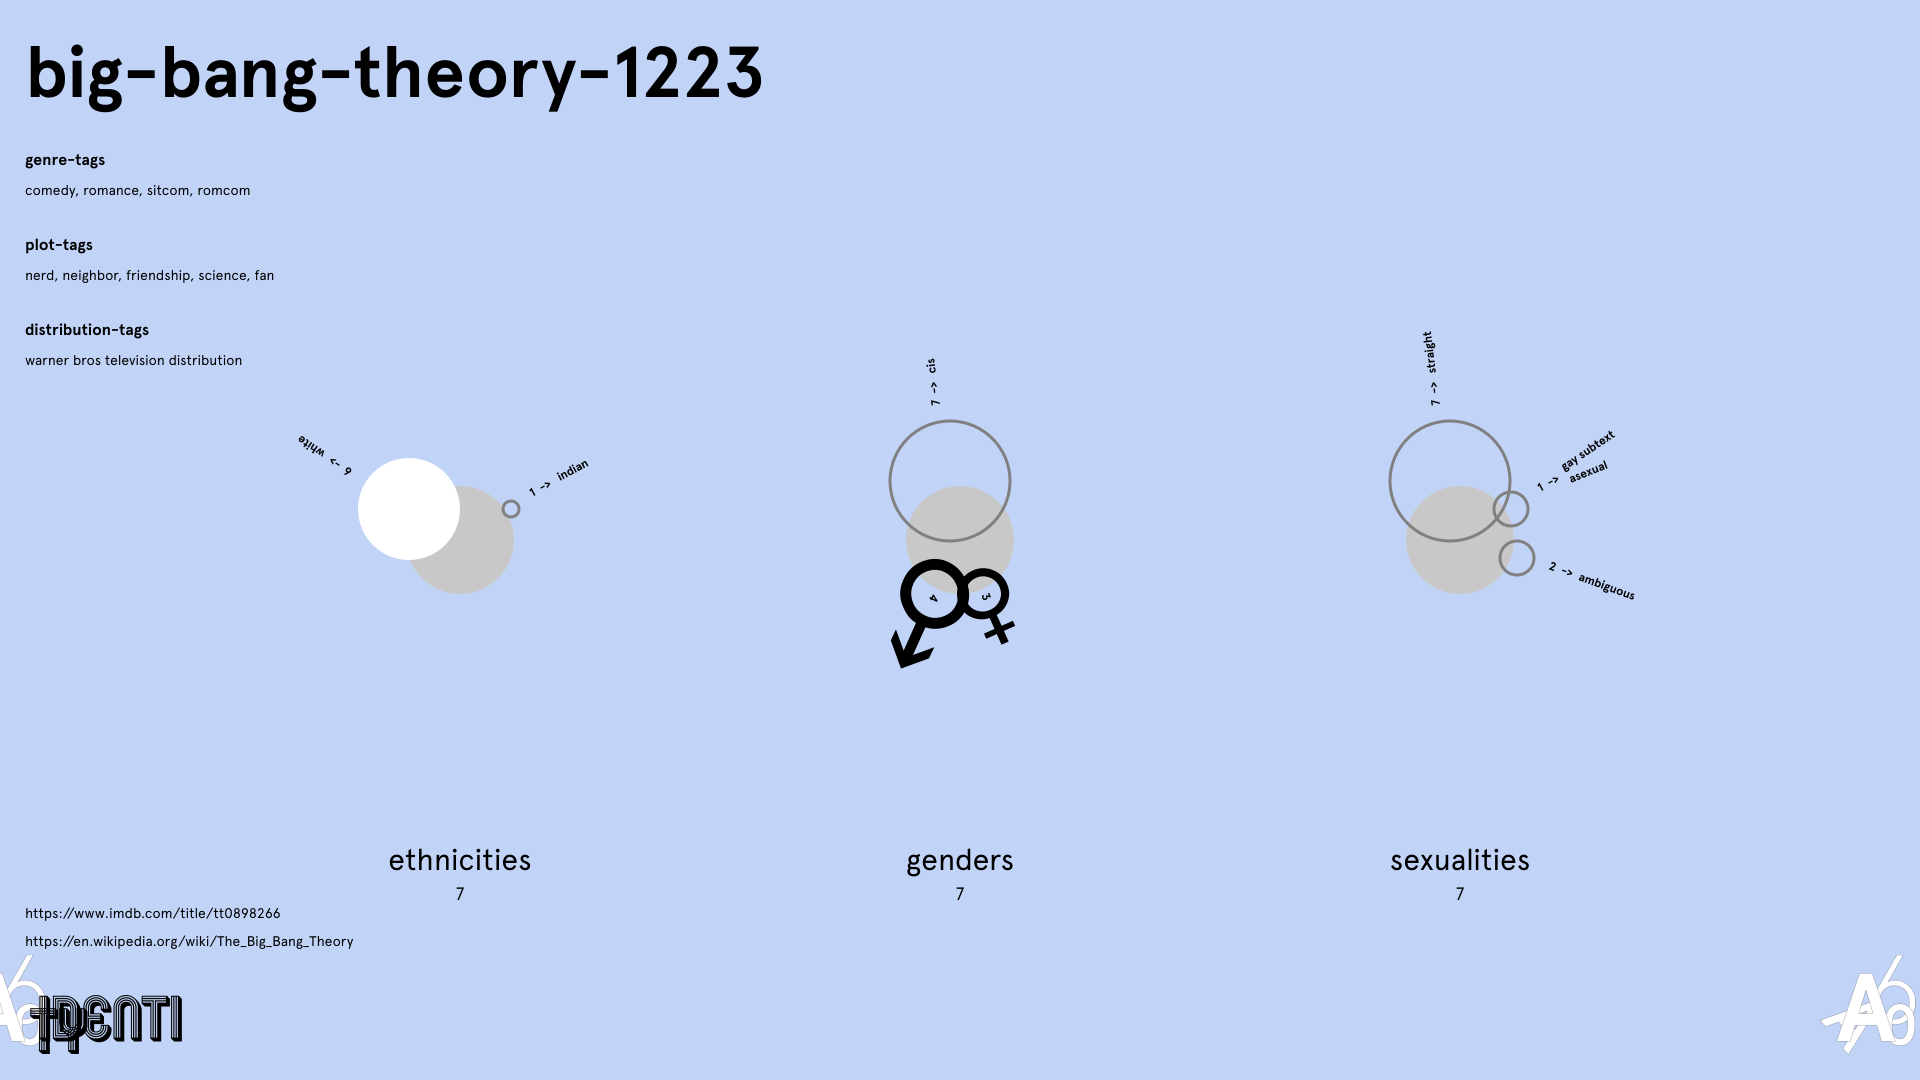 big-bang-theory-1223
genre-tags
comedy, romance, sitcom, romcom
plot-tags
nerd, neighbor, friendship, science, fan
distribution-tags
warner bros television distribution
6 -> white
1 -> indian
7 -> cis
4
3
7 -> straight
1 -> gay subtext
asexual
2 -> ambiguous
ethnicities
7
genders
7
sexualities
7
https://www.imdb.com/title/tt0898266
https://en.wikipedia.org/wiki/The_Big_Bang_Theory
IDENTI